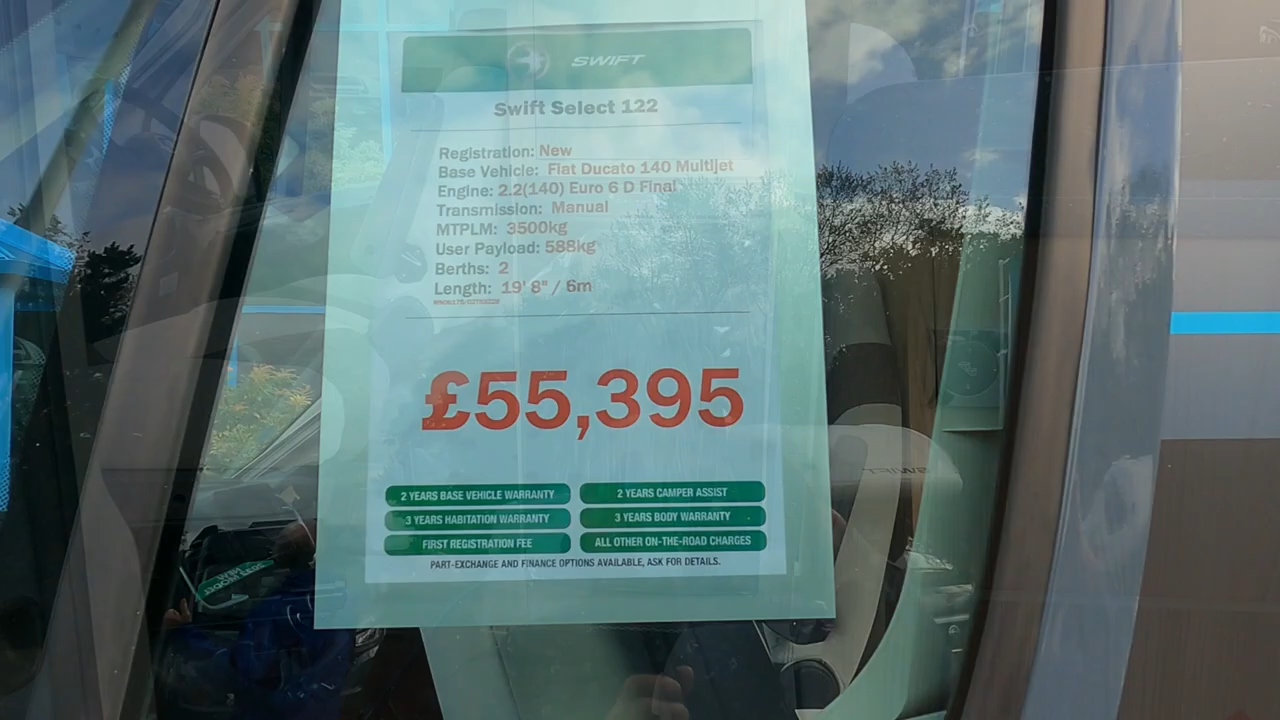 SWIFT
Swift Select 122
Registration: New
Base Vehicle: Fiat Ducato 140 Multijet
Engine: 2.2(140) Euro 6 D Final
Transmission: Manual
MTPLM: 3500kg
User Payload: 588kg
Berths: 2
Length: 19' 8" / 6m
£55,395
2 YEARS BASE VEHICLE WARRANTY
2 YEARS CAMPER ASSIST
3 YEARS HABITATION WARRANTY
3 YEARS BODY WARRANTY
FIRST REGISTRATION FEE
ALL OTHER ON-THE-ROAD CHARGES
PART-EXCHANGE AND FINANCE OPTIONS AVAILABLE, ASK FOR DETAILS.
SWIFT